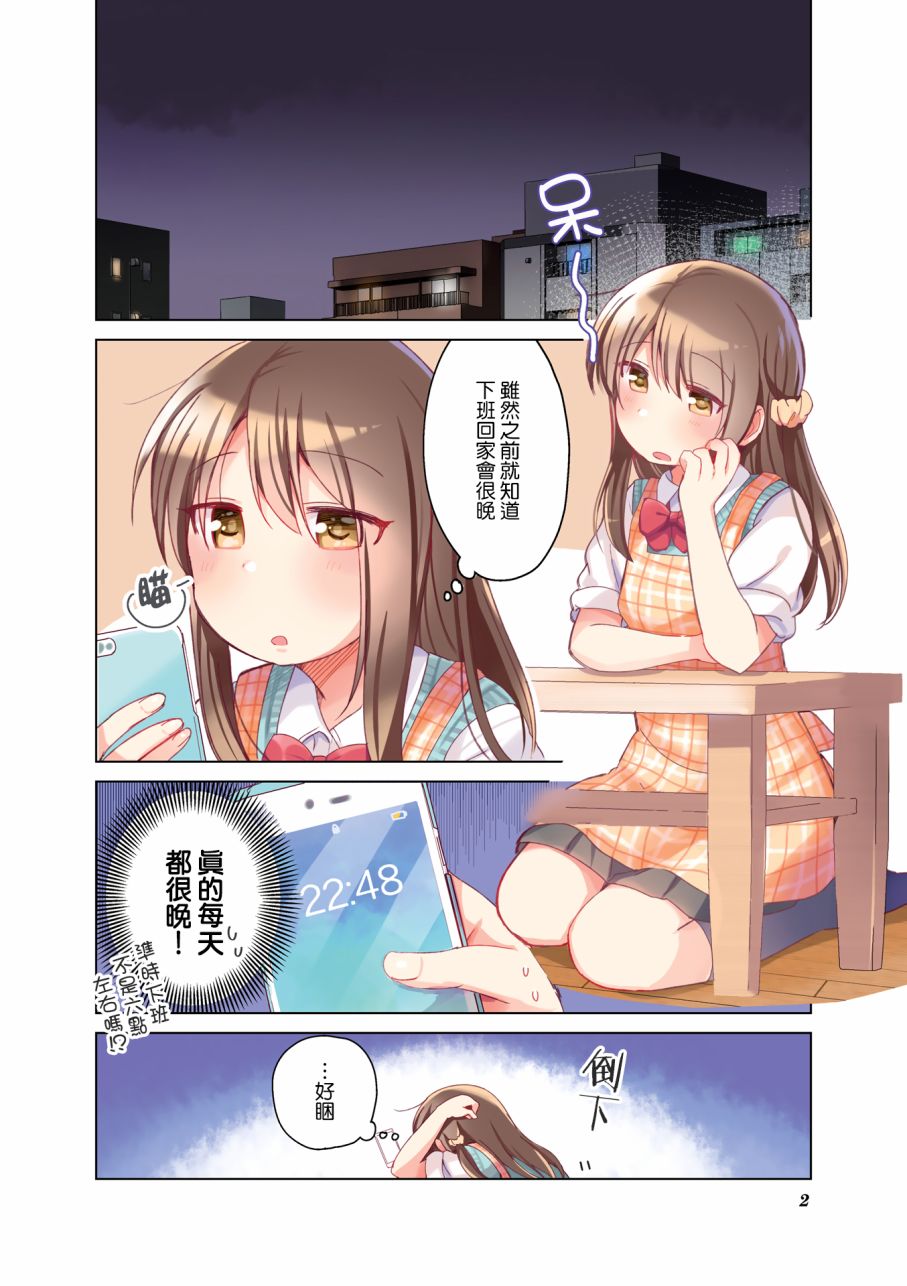 呆～
雖然之前就知道
下班回家會很晚
瞄
22:48
真的每天
都很晚！
準時下班
不是六點
左右嗎!?
倒下
…好睏
2